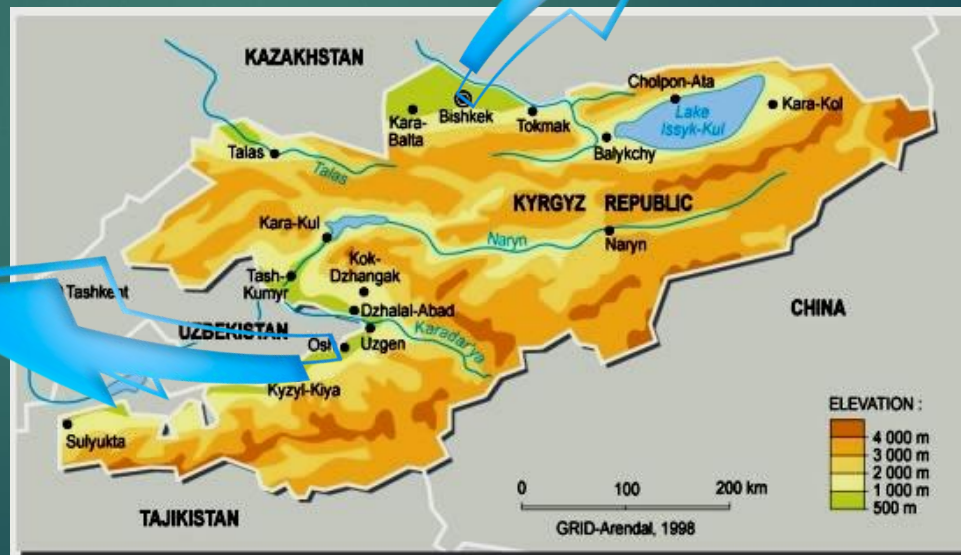 KAZAKHSTAN
Cholpon-Ata
Kara-Kol
Lake
Issyk-Kul
Kara-
Balta
Bishkek
Tokmak
Balykchy
Talas
Talas
KYRGYZ REPUBLIC
Kara-Kul
Naryn
Naryn
Kok-
Dzhangak
Tash-
Kumyr
Tashkent
Dzhalal-Abad
CHINA
UZBEKISTAN
Osh
Uzgen
Karadar'ya
Kyzyl-Kiya
Sulyukta
ELEVATION :
4 000 m
3 000 m
2 000 m
1 000 m
500 m
0 100 200 km
TAJIKISTAN
GRID-Arendal, 1998